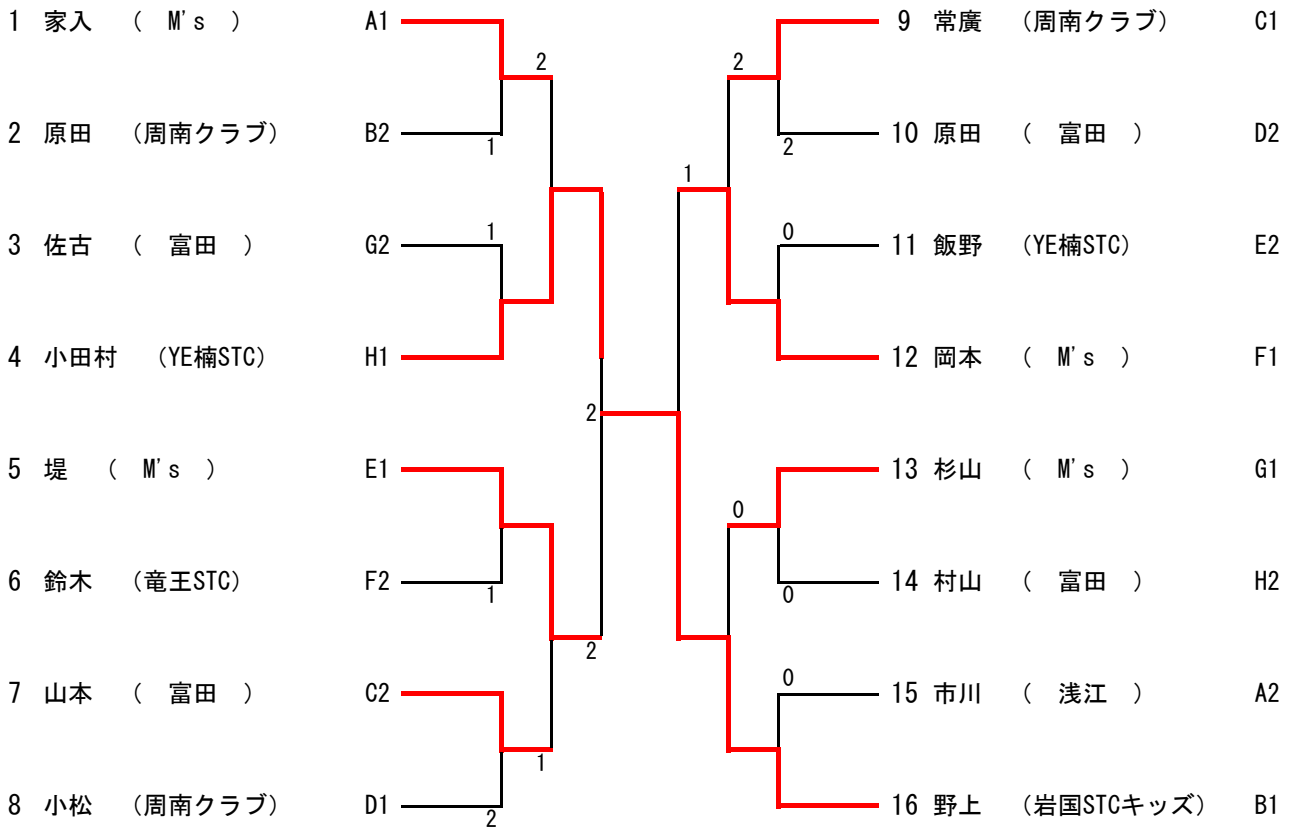 1 家入 （ M's ） A1 9 常廣 （周南クラブ） C1
2 2
2 原田 （周南クラブ） B2 10 原田 （ 富田 ） D2
1 2
1
3 佐古 （ 富田 ） G2 11 飯野 （YE楠STC） E2
1 0
4 小田村 （YE楠STC） H1 12 岡本 （ M's ） F1
2
5 堤 （ M's ） E1 13 杉山 （ M's ） G1
0
6 鈴木 （竜王STC） F2 14 村山 （ 富田 ） H2
1 0
2
7 山本 （ 富田 ） C2 15 市川 （ 浅江 ） A2
0
1
8 小松 （周南クラブ） D1 16 野上 （岩国STCキッズ） B1
2